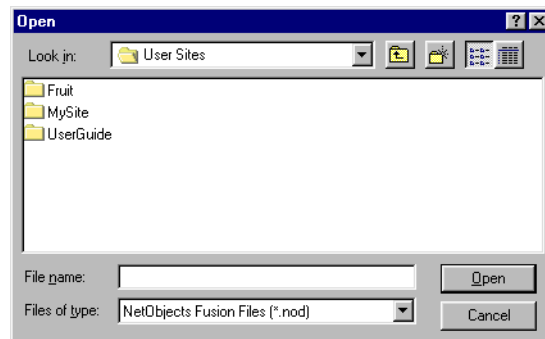 Open
Look in: User Sites
Fruit
MySite
UserGuide
File name: Open
Files of type: NetObjects Fusion Files (*.nod) Cancel